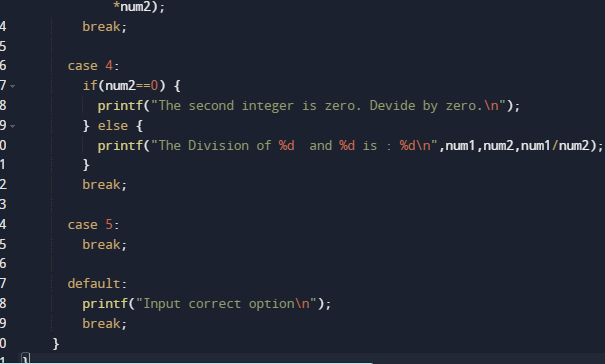 *num2);
4 break;
5
6 case 4:
7 if(num2==0) {
8 printf("The second integer is zero. Devide by zero.\n");
9 } else {
0 printf("The Division of %d  and %d is : %d\n",num1,num2,num1/num2);
1 }
2 break;
3
4 case 5:
5 break;
6
7 default:
8 printf("Input correct option\n");
9 break;
0 }
1 }